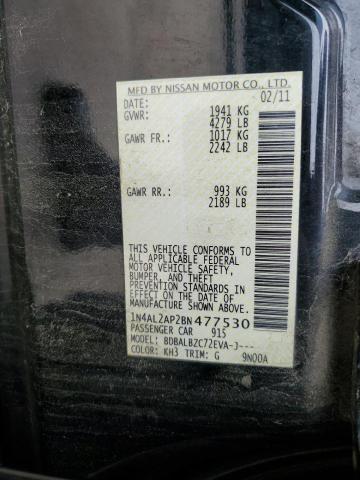 MFD BY NISSAN MOTOR CO., LTD.
DATE: 02/11
GVWR: 1941 KG
4279 LB
GAWR FR.: 1017 KG
2242 LB
GAWR RR.: 993 KG
2189 LB
THIS VEHICLE CONFORMS TO
ALL APPLICABLE FEDERAL
MOTOR VEHICLE SAFETY,
BUMPER, AND THEFT
PREVENTION STANDARDS IN
EFFECT ON THE DATE OF
MANUFACTURE SHOWN ABOVE.
1N4AL2AP2BN477530
PASSENGER CAR 915
MODEL: BDBALBZC72EVA-J---
COLOR: KH3 TRIM: G 9N00A